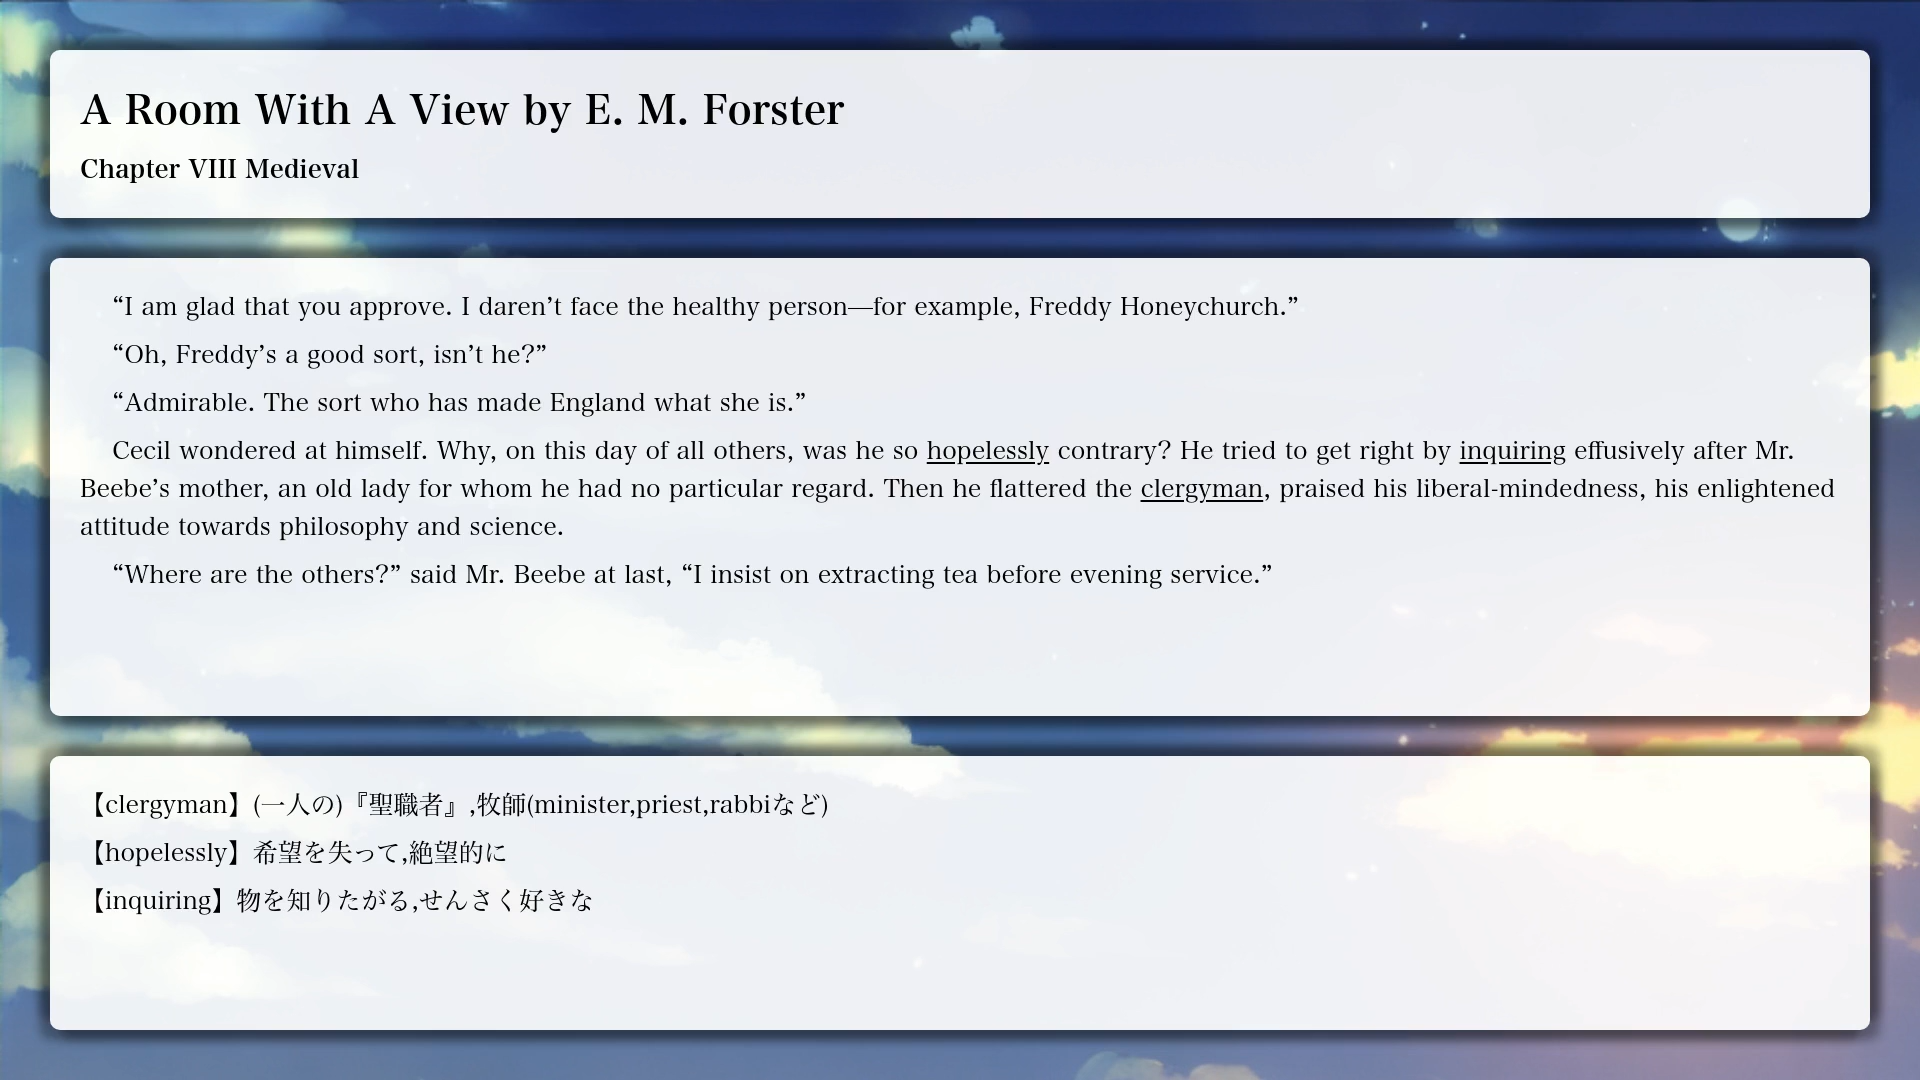 A Room With A View by E. M. Forster
Chapter VIII Medieval
“I am glad that you approve. I daren’t face the healthy person—for example, Freddy Honeychurch.”
“Oh, Freddy’s a good sort, isn’t he?”
“Admirable. The sort who has made England what she is.”
Cecil wondered at himself. Why, on this day of all others, was he so hopelessly contrary? He tried to get right by inquiring effusively after Mr.
Beebe’s mother, an old lady for whom he had no particular regard. Then he flattered the clergyman, praised his liberal-mindedness, his enlightened
attitude towards philosophy and science.
“Where are the others?” said Mr. Beebe at last, “I insist on extracting tea before evening service.”
【clergyman】(一人の)『聖職者』,牧師(minister,priest,rabbiなど)
【hopelessly】希望を失って,絶望的に
【inquiring】物を知りたがる,せんさく好きな